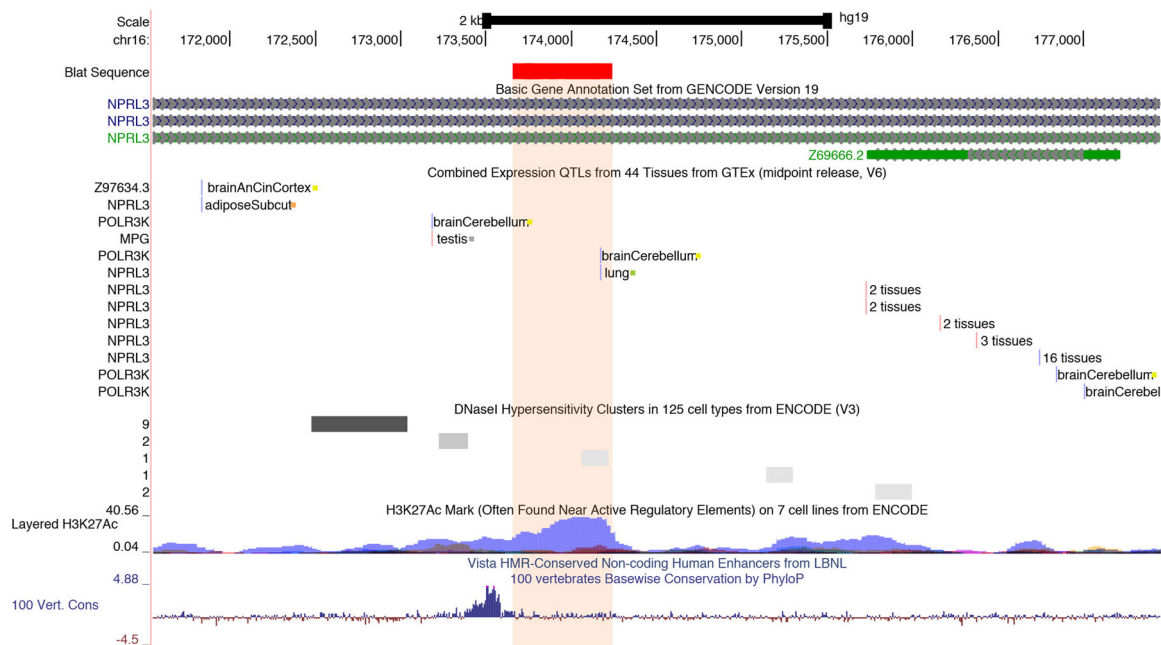 Scale 2 kb hg19
chr16: 172,000 172,500 173,000 173,500 174,000 174,500 175,000 175,500 176,000 176,500 177,000
Blat Sequence
Basic Gene Annotation Set from GENCODE Version 19
NPRL3
NPRL3
NPRL3
Z69666.2
Combined Expression QTLs from 44 Tissues from GTEx (midpoint release, V6)
Z97634.3 brainAnCinCortex
NPRL3 adiposeSubcut
POLR3K brainCerebellum
MPG testis
POLR3K brainCerebellum
NPRL3 lung
NPRL3 2 tissues
NPRL3 2 tissues
NPRL3 2 tissues
NPRL3 3 tissues
NPRL3 16 tissues
POLR3K brainCerebellum
POLR3K brainCerebel
DNaseI Hypersensitivity Clusters in 125 cell types from ENCODE (V3)
9
2
1
1
2
40.56 _ H3K27Ac Mark (Often Found Near Active Regulatory Elements) on 7 cell lines from ENCODE
Layered H3K27Ac
0.04 _
Vista HMR-Conserved Non-coding Human Enhancers from LBNL
4.88 _ 100 vertebrates Basewise Conservation by PhyloP
100 Vert. Cons
-4.5 _